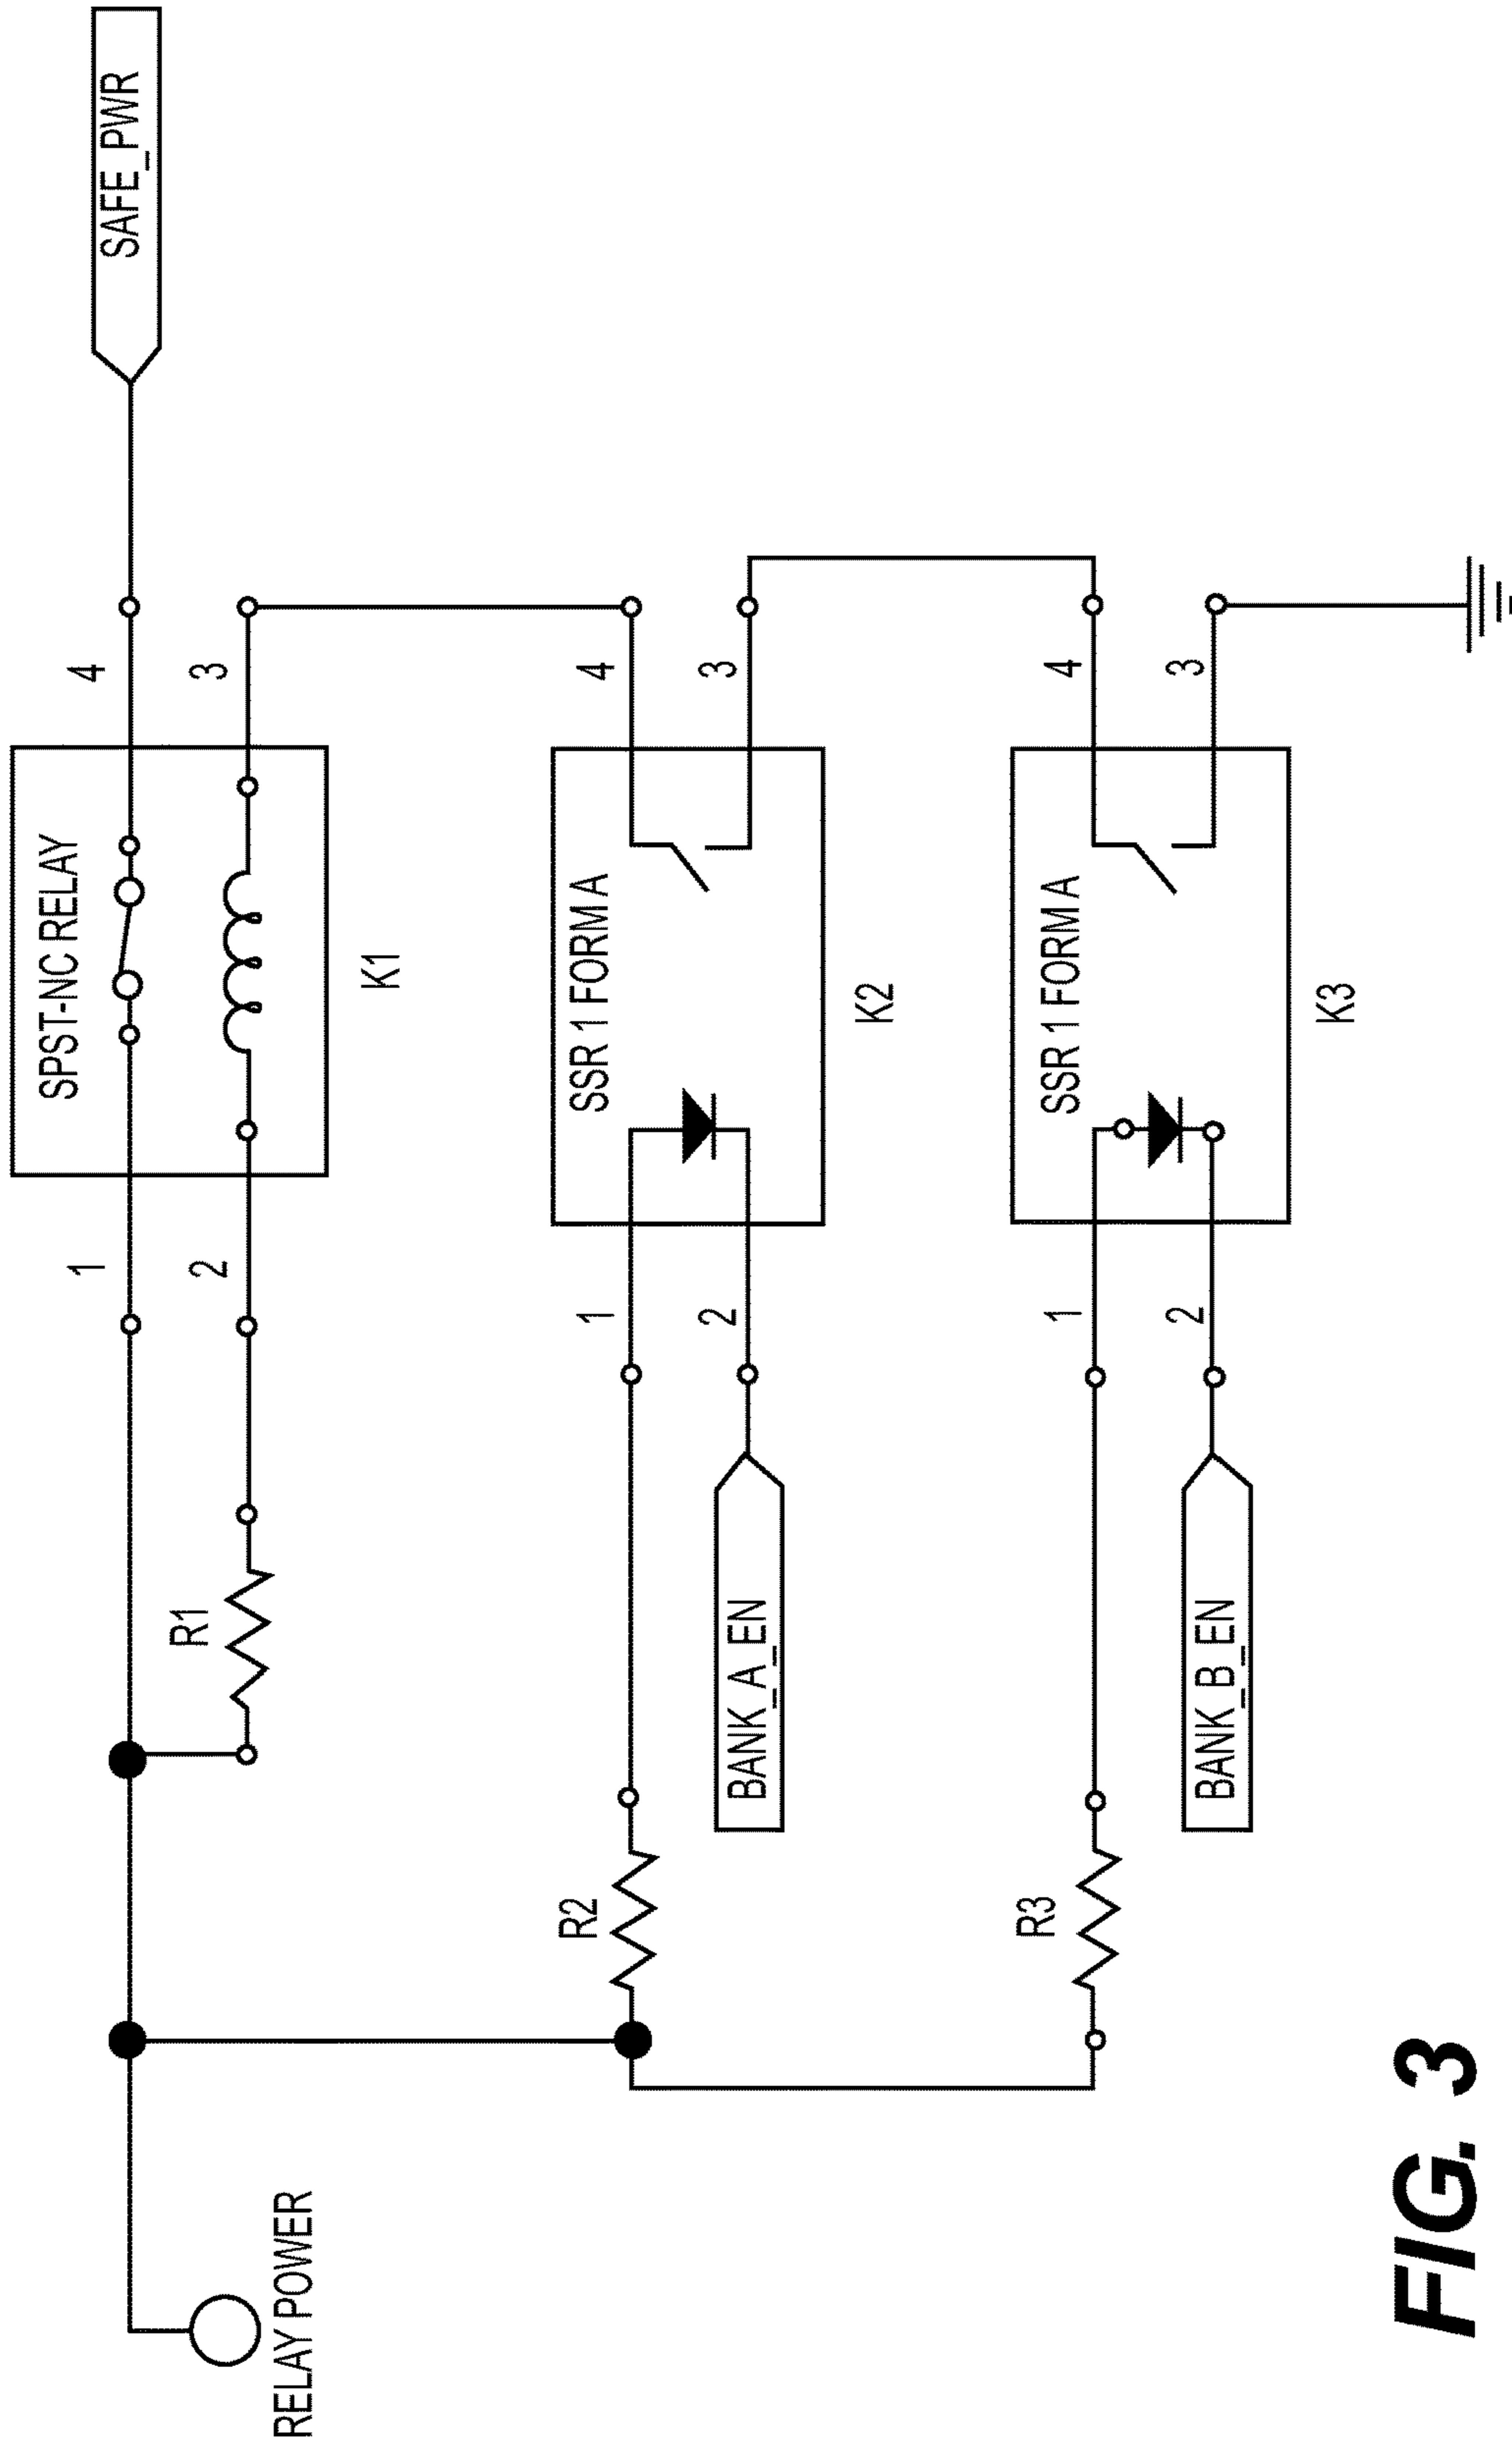 SAFE_PWR
4
3
SPST-NC RELAY
K1
1
2
R1
4
3
SSR 1 FORM A
K2
1
2
BANK_A_EN
R2
4
3
SSR 1 FORM A
K3
1
2
BANK_B_EN
R3
RELAY POWER
FIG. 3